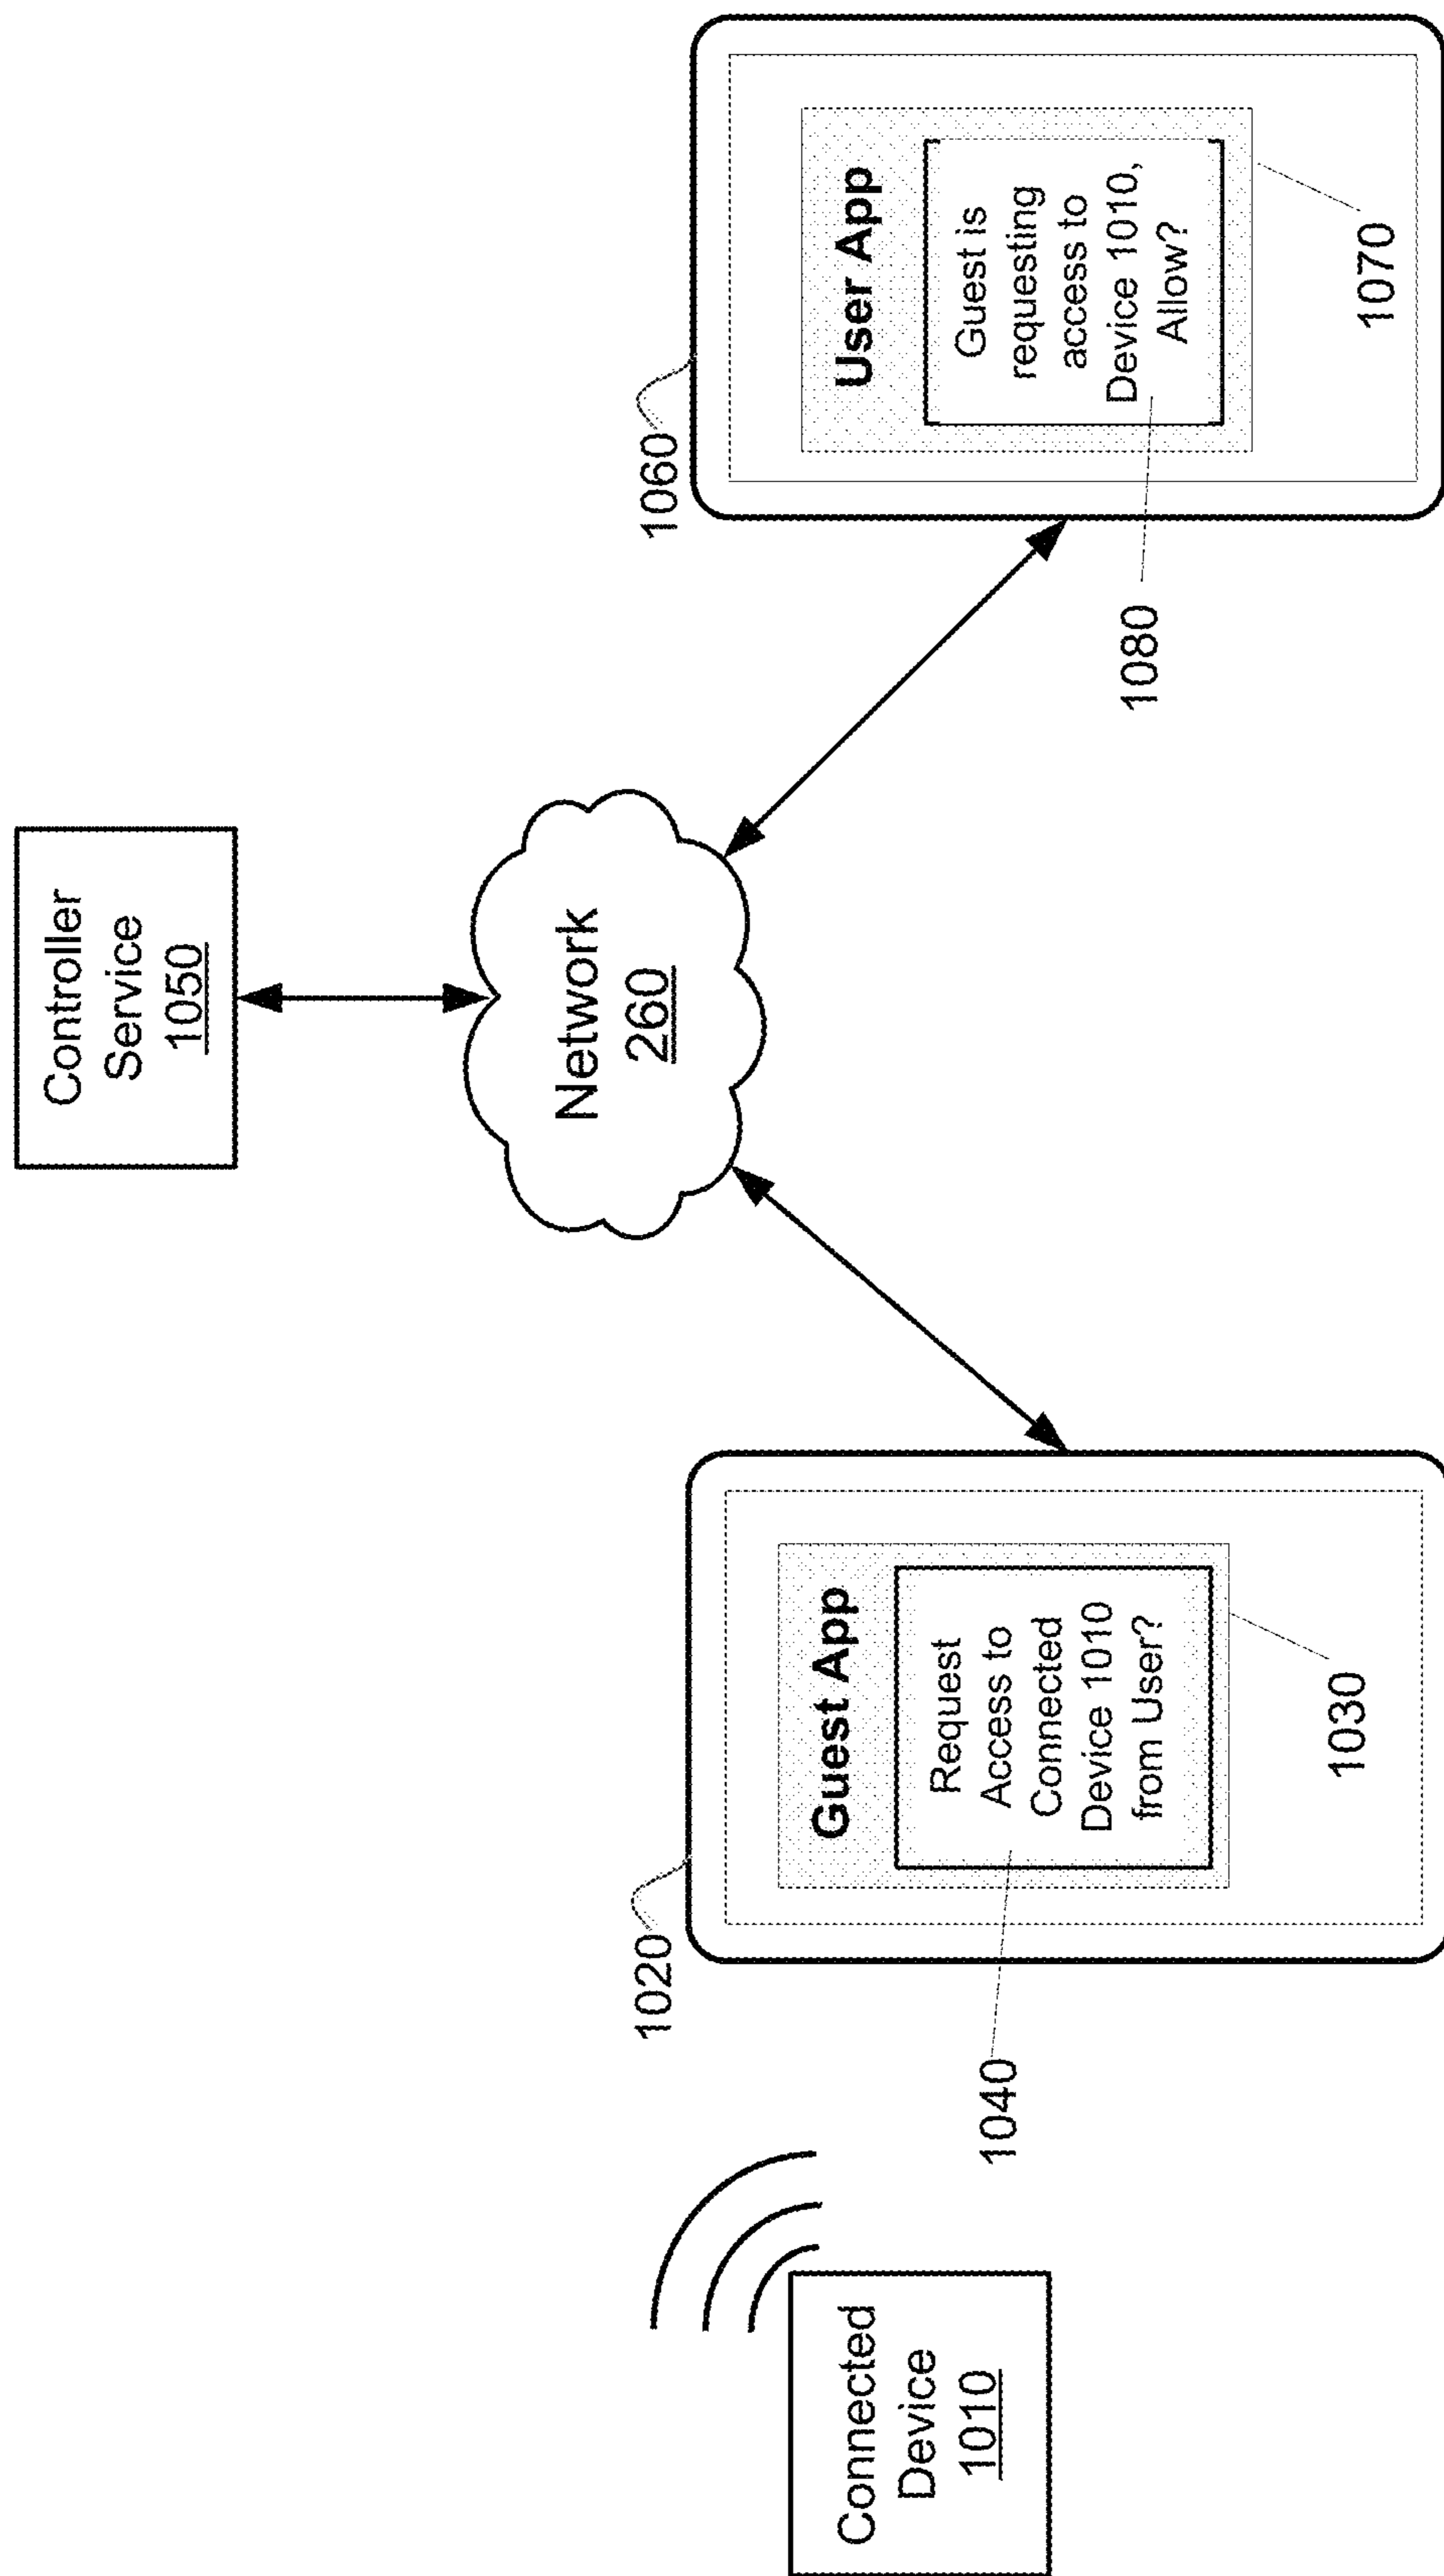 Controller
Service
1050
Network
260
Connected
Device
1010
1020
Guest App
Request
Access to
Connected
Device 1010
from User?
1040
1030
1060
User App
Guest is
requesting
access to
Device 1010,
Allow?
1080
1070